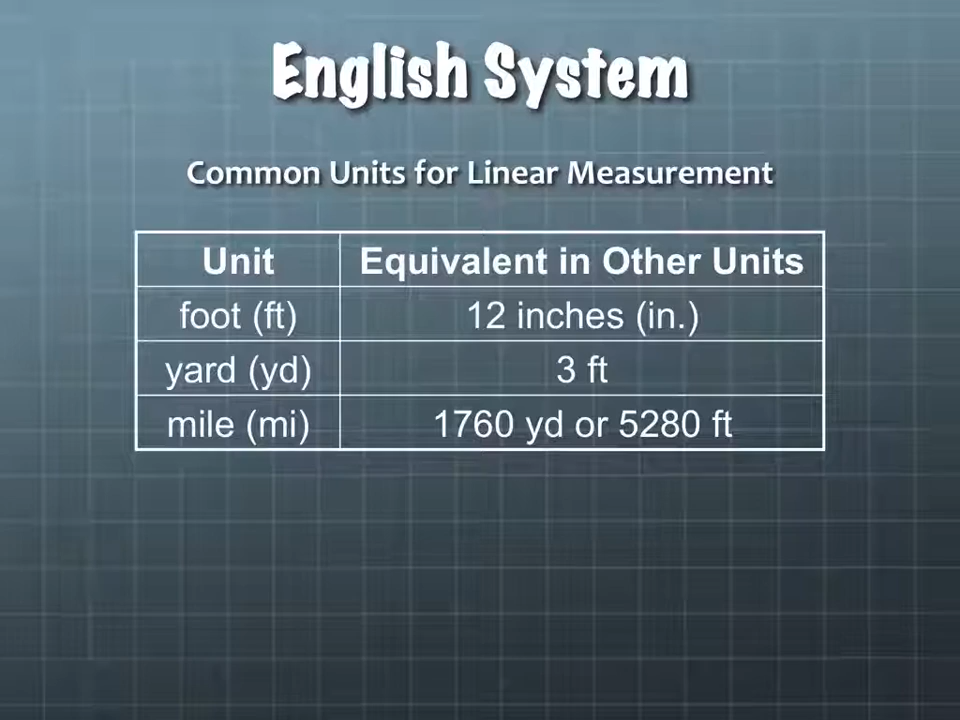 English System
Common Units for Linear Measurement
Unit Equivalent in Other Units
foot (ft) 12 inches (in.)
yard (yd) 3 ft
mile (mi) 1760 yd or 5280 ft